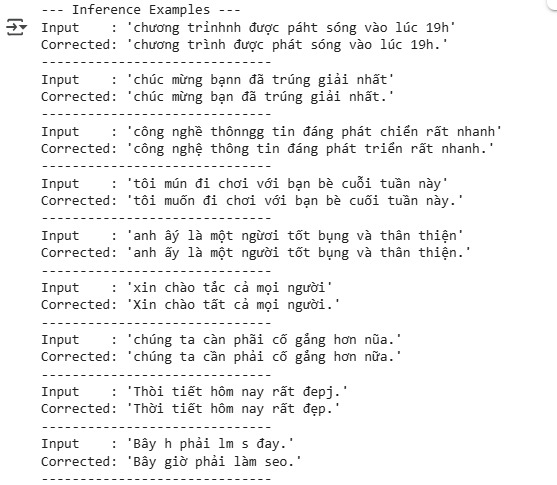 --- Inference Examples ---
Input    : 'chương trìnhnh được páht sóng vào lúc 19h'
Corrected: 'chương trình được phát sóng vào lúc 19h.'
------------------------------
Input    : 'chúc mừng bạnn đã trúng giải nhất'
Corrected: 'chúc mừng bạn đã trúng giải nhất.'
------------------------------
Input    : 'công nghề thônngg tin đáng phát chiển rất nhanh'
Corrected: 'công nghệ thông tin đáng phát triển rất nhanh.'
------------------------------
Input    : 'tôi mún đi chơi với bạn bè cuỗi tuần này'
Corrected: 'tôi muốn đi chơi với bạn bè cuối tuần này.'
------------------------------
Input    : 'anh âý là một ngừơi tốt bụng và thân thiện'
Corrected: 'anh ấy là một người tốt bụng và thân thiện.'
------------------------------
Input    : 'xin chào tắc cả mọi người'
Corrected: 'Xin chào tất cả mọi người.'
------------------------------
Input    : 'chúng ta càn phãi cố gắng hơn nũa.'
Corrected: 'chúng ta cần phải cố gắng hơn nữa.'
------------------------------
Input    : 'Thòi tiết hôm nay rất đepj.'
Corrected: 'Thời tiết hôm nay rất đẹp.'
------------------------------
Input    : 'Bây h phải lm s đay.'
Corrected: 'Bây giờ phải làm seo.'
------------------------------